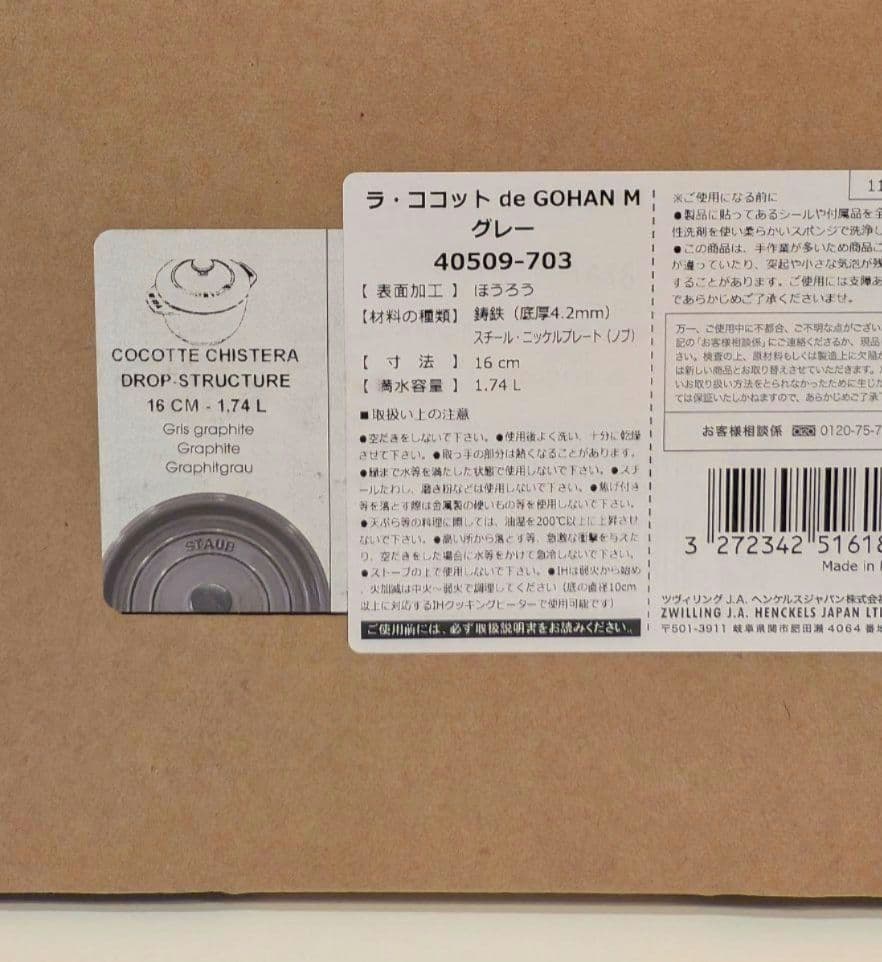 COCOTTE CHISTERA
DROP-STRUCTURE
16 CM - 1,74 L
Gris graphite
Graphite
Graphitgrau
STAUB
ラ・ココット de GOHAN M
グレー
40509-703
【 表面加工 】 ほうろう
【材料の種類】 鋳鉄（底厚4.2mm）
スチール・ニッケルプレート（ノブ）
【 寸 法 】 16 cm
【 満水容量 】 1.74 L
■取扱い上の注意
●空だきをしないで下さい。●使用後よく洗い、十分に乾燥
させて下さい。●取っ手の部分は熱くなることがあります。
●縁まで水等を満たした状態で使用しないで下さい。●スチ
ールたわし、磨き粉などは使用しないで下さい。●焦げ付き
等を落とす際は金属製の硬いもの等を使用しないで下さい。
●天ぷら等の料理に際しては、油温を200℃以上に上昇させ
ないで下さい。●高い所から落とす等、急激な衝撃を与えた
り、空だきをした場合に水等をかけて急冷しないで下さい。
●ストーブの上で使用しないで下さい。●IHは弱火から始め
、火加減は中火～弱火で調理してください（底の直径10cm
以上に対応するIHクッキングヒーターで使用可能です）
ご使用前には、必ず取扱説明書をお読みください。
11
※ご使用になる前に
●製品に貼ってあるシールや付属品を全
性洗剤を使い柔らかいスポンジで洗浄し
●この商品は、手作業が多いため商品ご
が違っていたり、突起や小さな気泡が残
することがあります。ご使用には支障あ
であらかじめご了承くださいませ。
万一、ご使用中に不都合、ご不明な点がござい
記の「お客様相談係」にご連絡くださるか、現品
さい。検査の上、原材料もしくは製造上に欠陥が
は新しい商品とお取り替えさせていただきます。
いお取り扱い方法をとられなかったために生じた
ては保証いたしかねますので、あらかじめご了承
お客様相談係 0120-75-7
3 272342 51618
Made in
ツヴィリング J.A. ヘンケルスジャパン株式会社
ZWILLING J.A. HENCKELS JAPAN LT
〒501-3911 岐阜県関市肥田瀬 4064 番地